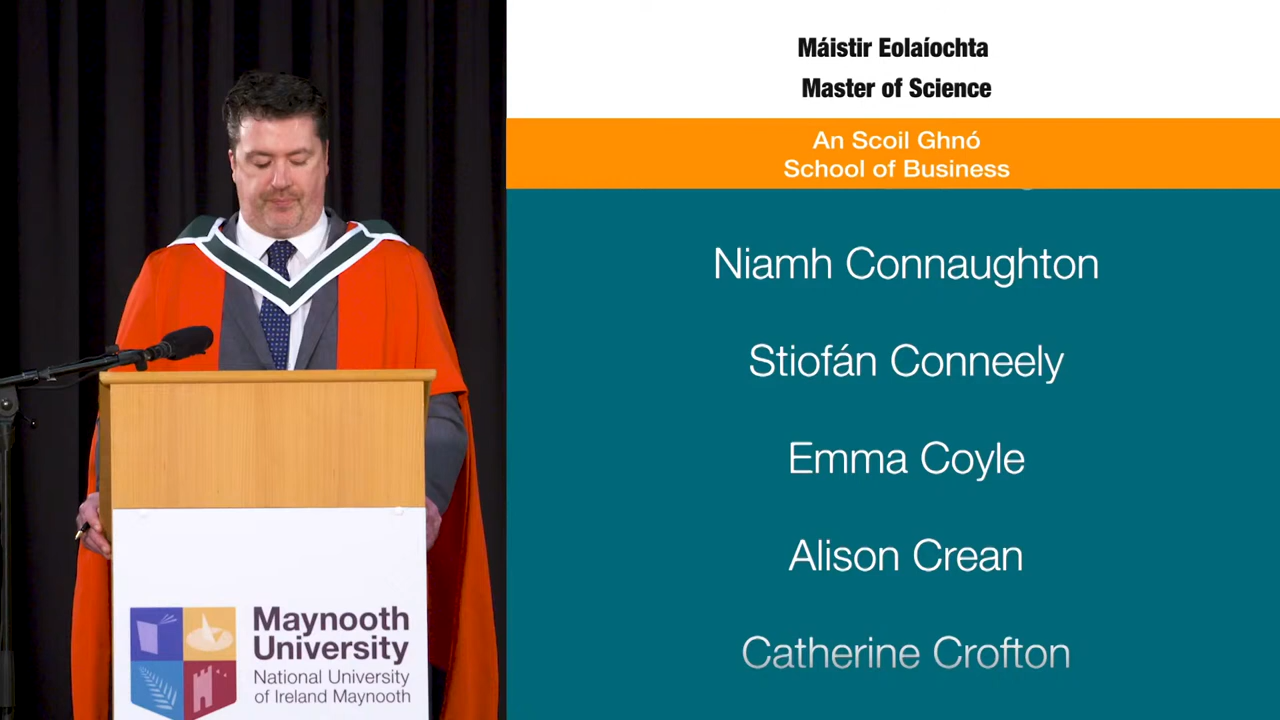 Máistir Eolaíochta
Master of Science
An Scoil Ghnó
School of Business
Niamh Connaughton
Stiofán Conneely
Emma Coyle
Alison Crean
Catherine Crofton
Maynooth
University
National University
of Ireland Maynooth